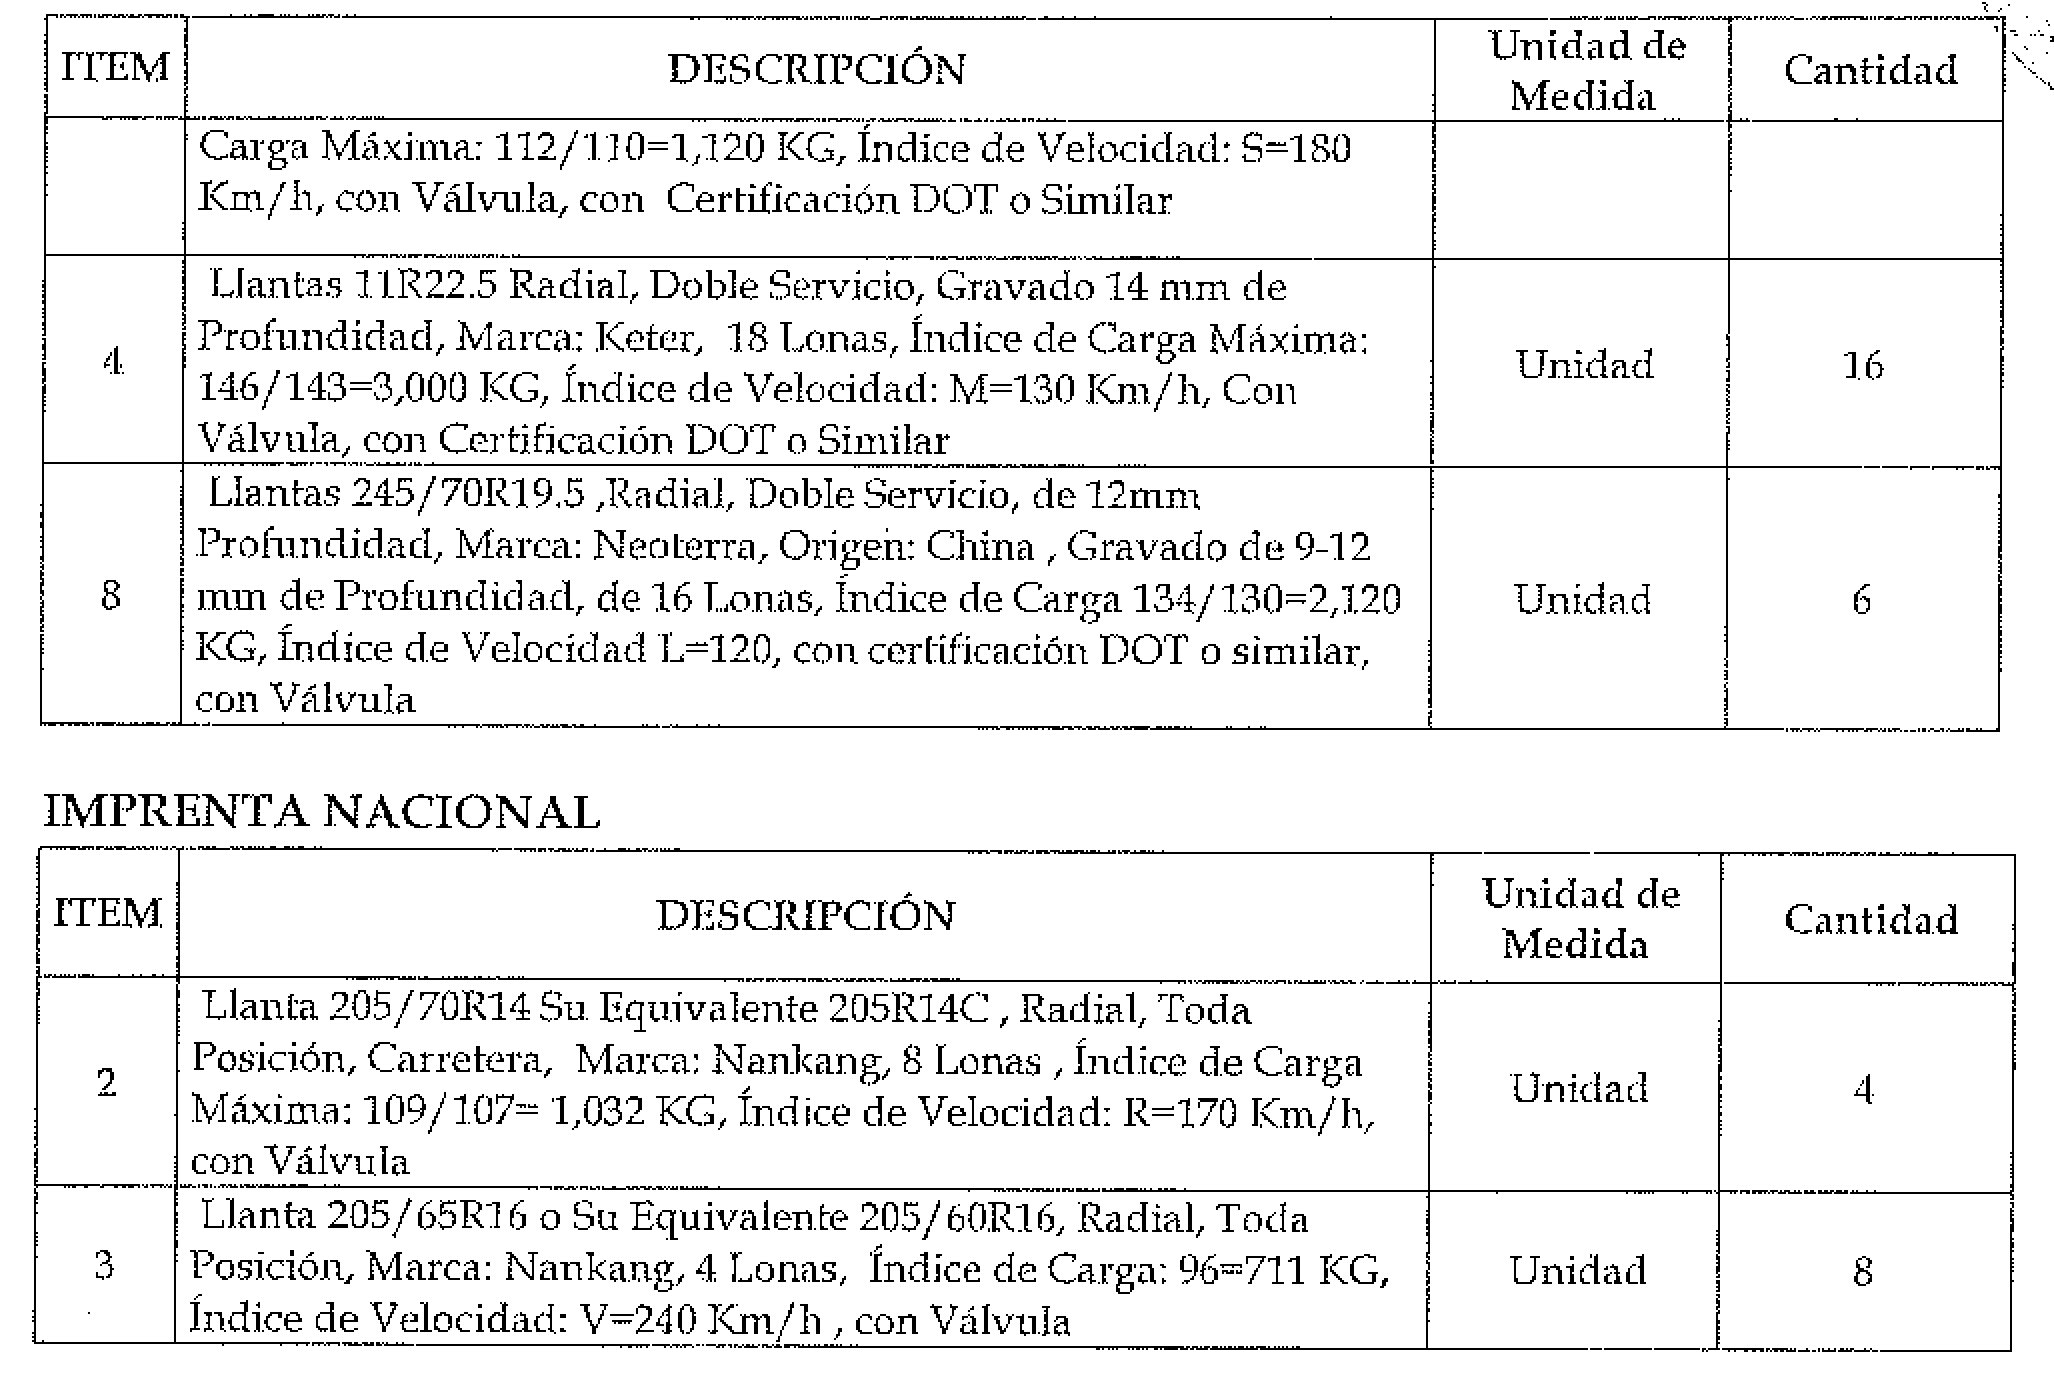 ITEM DESCRIPCIÓN Unidad de Medida Cantidad
Carga Máxima: 112/110=1,120 KG, Índice de Velocidad: S=180
Km/h, con Válvula, con Certificación DOT o Similar
Llantas 11R22.5 Radial, Doble Servicio, Gravado 14 mm de
Profundidad, Marca: Keter, 18 Lonas, Índice de Carga Máxima:
4 146/143=3,000 KG, Índice de Velocidad: M=130 Km/h, Con Unidad 16
Válvula, con Certificación DOT o Similar
Llantas 245/70R19.5 ,Radial, Doble Servicio, de 12mm
Profundidad, Marca: Neoterra, Origen: China , Gravado de 9-12
8 mm de Profundidad, de 16 Lonas, Índice de Carga 134/130=2,120 Unidad 6
KG, Índice de Velocidad L=120, con certificación DOT o similar,
con Válvula
IMPRENTA NACIONAL
ITEM DESCRIPCIÓN Unidad de Medida Cantidad
Llanta 205/70R14 Su Equivalente 205R14C , Radial, Toda
Posición, Carretera, Marca: Nankang, 8 Lonas , Índice de Carga
2 Máxima: 109/107= 1,032 KG, Índice de Velocidad: R=170 Km/h, Unidad 4
con Válvula
Llanta 205/65R16 o Su Equivalente 205/60R16, Radial, Toda
3 Posición, Marca: Nankang, 4 Lonas, Índice de Carga: 96=711 KG, Unidad 8
Índice de Velocidad: V=240 Km/h , con Válvula